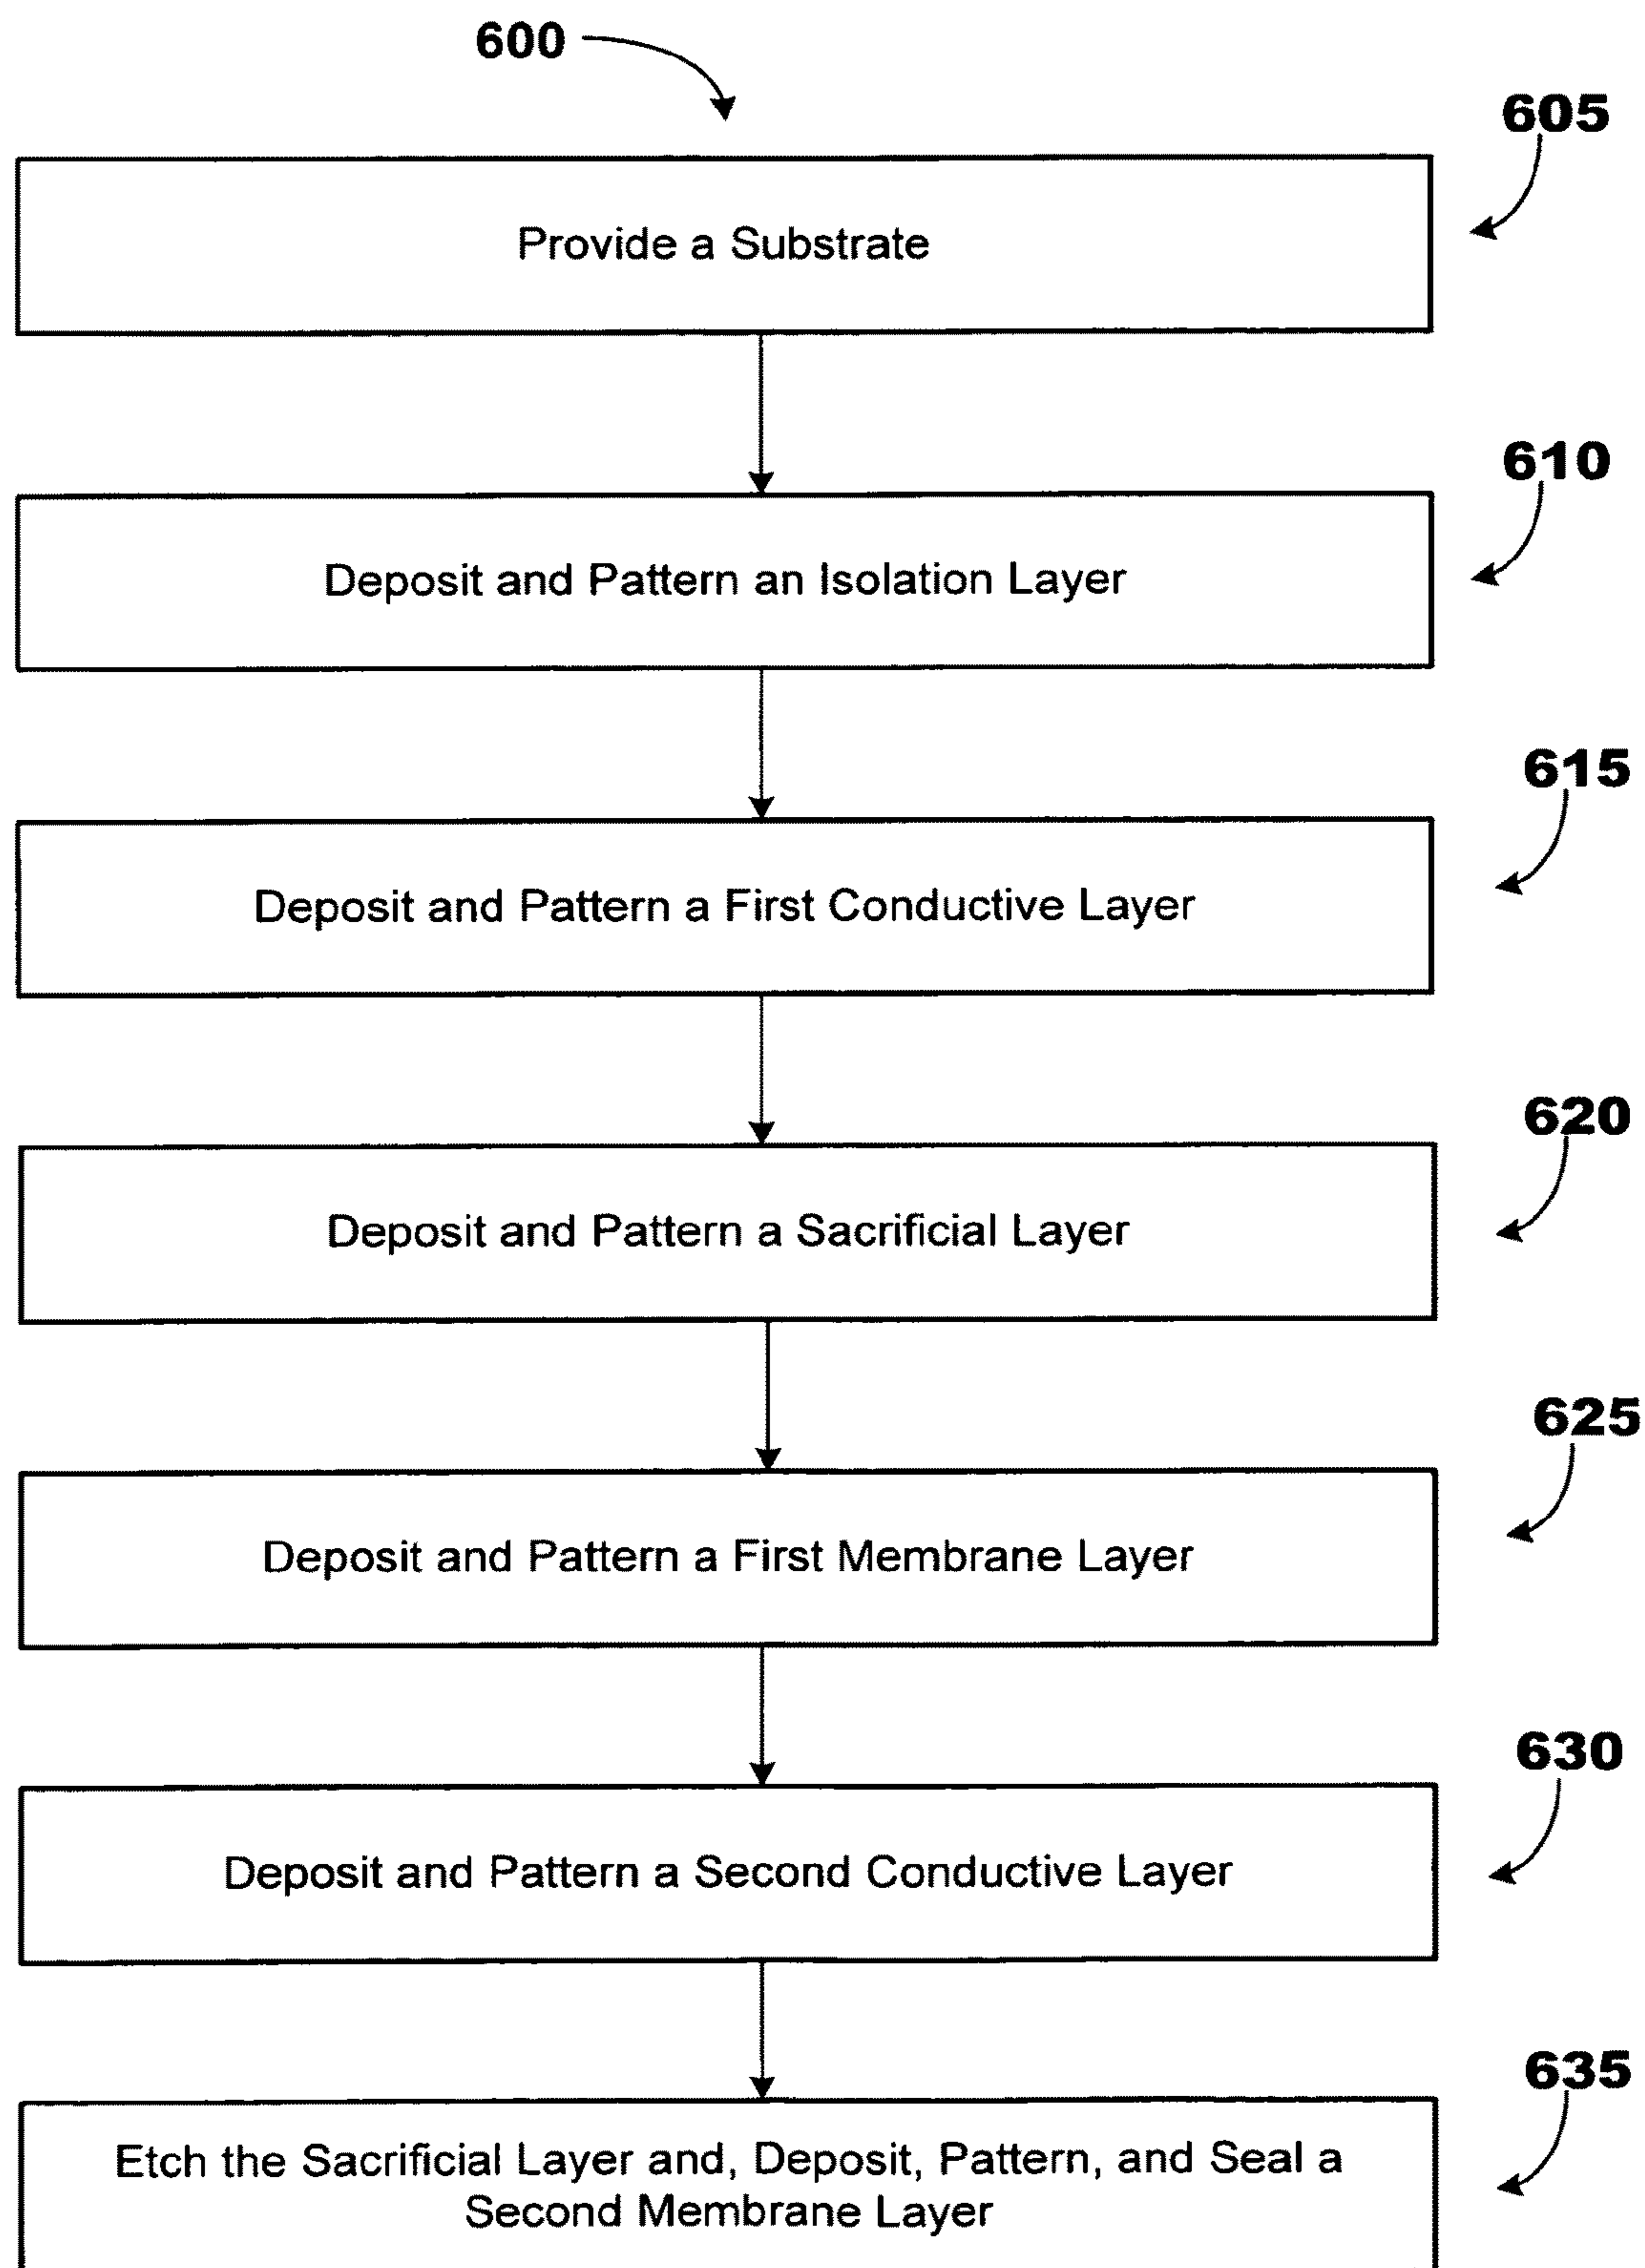 600
605
Provide a Substrate
610
Deposit and Pattern an Isolation Layer
615
Deposit and Pattern a First Conductive Layer
620
Deposit and Pattern a Sacrificial Layer
625
Deposit and Pattern a First Membrane Layer
630
Deposit and Pattern a Second Conductive Layer
635
Etch the Sacrificial Layer and, Deposit, Pattern, and Seal a
Second Membrane Layer